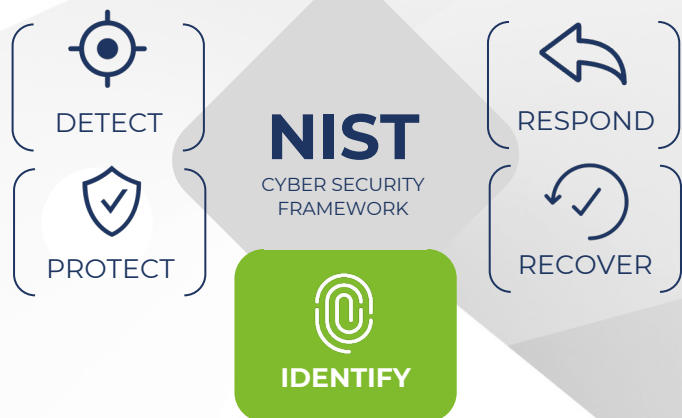 DETECT
PROTECT
NIST
CYBER SECURITY
FRAMEWORK
IDENTIFY
RESPOND
RECOVER